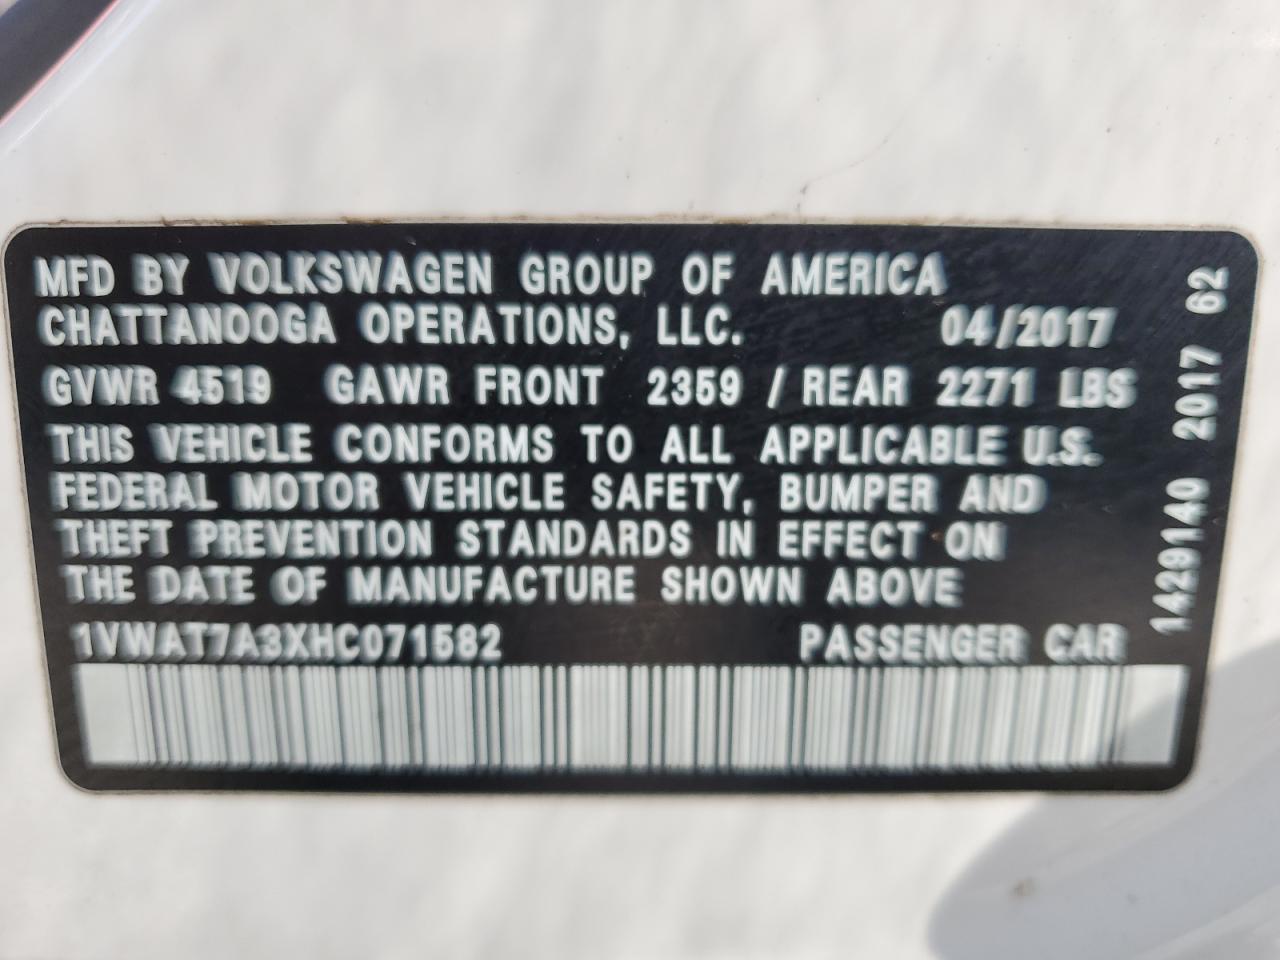 MFD BY VOLKSWAGEN GROUP OF AMERICA
CHATTANOOGA OPERATIONS, LLC. 04/2017
GVWR 4519 GAWR FRONT 2359 / REAR 2271 LBS
THIS VEHICLE CONFORMS TO ALL APPLICABLE U.S.
FEDERAL MOTOR VEHICLE SAFETY, BUMPER AND
THEFT PREVENTION STANDARDS IN EFFECT ON
THE DATE OF MANUFACTURE SHOWN ABOVE
1VWAT7A3XHC071582 PASSENGER CAR
1429140 2017 62